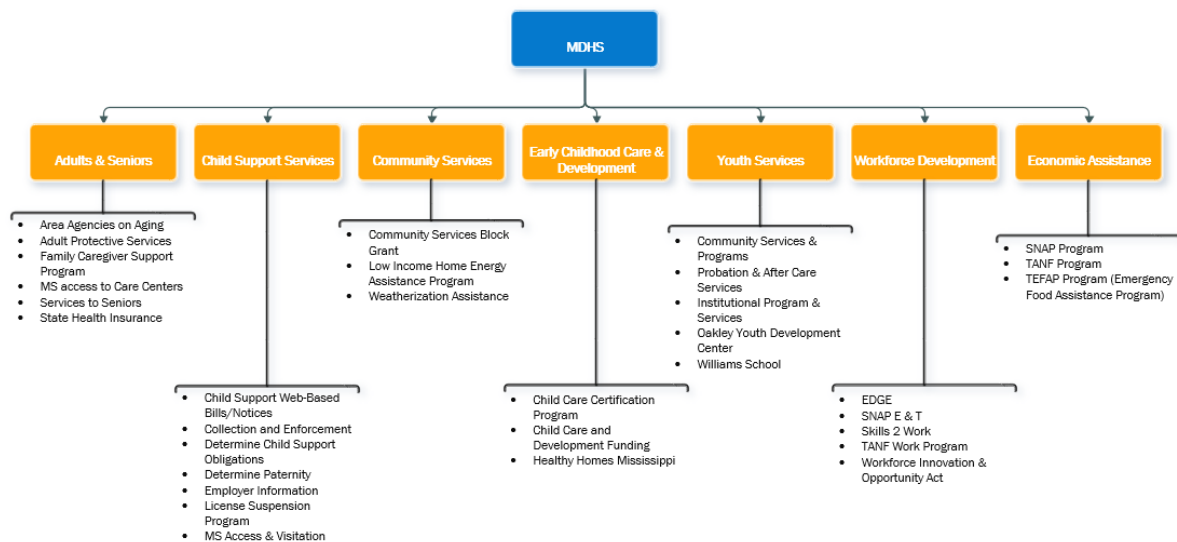 MDHS
Adults & Seniors
Child Support Services
Community Services
Early Childhood Care &
Development
Youth Services
Workforce Development
Economic Assistance
• Area Agencies on Aging
• Adult Protective Services
• Family Caregiver Support
Program
• MS access to Care Centers
• Services to Seniors
• State Health Insurance
• Child Support Web-Based
Bills/Notices
• Collection and Enforcement
• Determine Child Support
Obligations
• Determine Paternity
• Employer Information
• License Suspension
Program
• MS Access & Visitation
• Community Services Block
Grant
• Low Income Home Energy
Assistance Program
• Weatherization Assistance
• Child Care Certification
Program
• Child Care and
Development Funding
• Healthy Homes Mississippi
• Community Services &
Programs
• Probation & After Care
Services
• Institutional Program &
Services
• Oakley Youth Development
Center
• Williams School
• EDGE
• SNAP E & T
• Skills 2 Work
• TANF Work Program
• Workforce Innovation &
Opportunity Act
• SNAP Program
• TANF Program
• TEFAP Program (Emergency
Food Assistance Program)